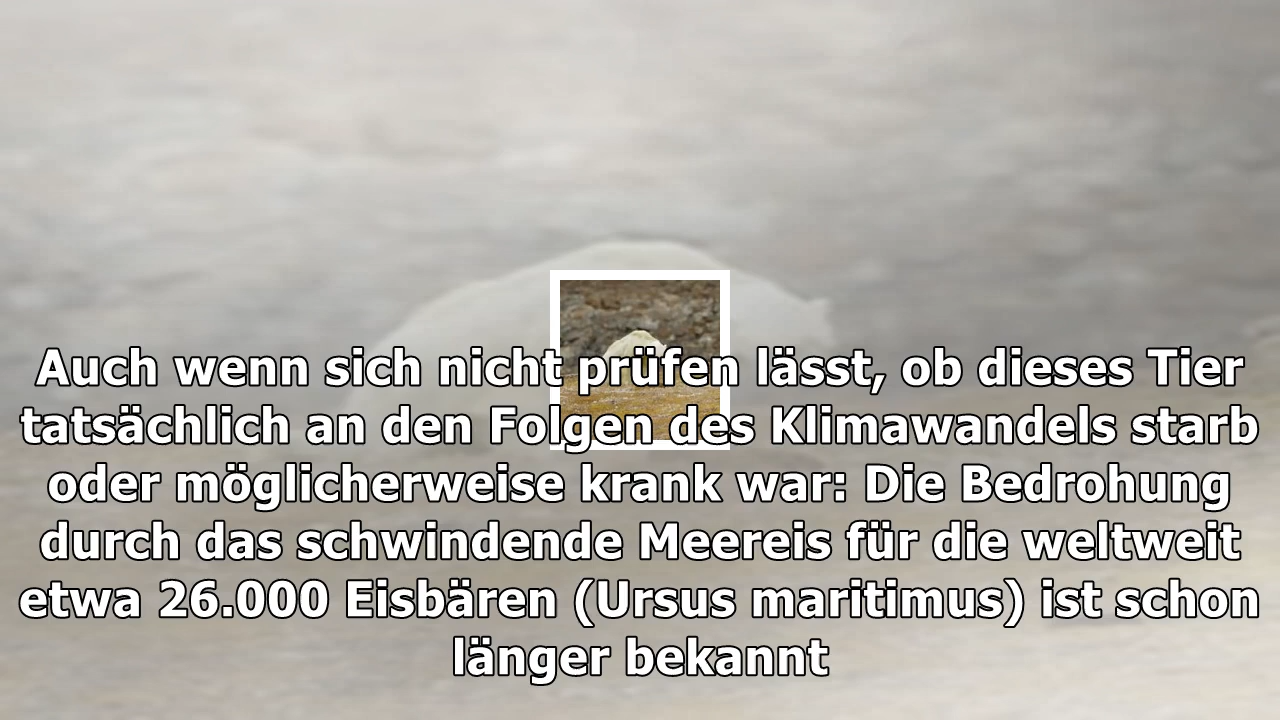 Auch wenn sich nicht prüfen lässt, ob dieses Tier
tatsächlich an den Folgen des Klimawandels starb
oder möglicherweise krank war: Die Bedrohung
durch das schwindende Meereis für die weltweit
etwa 26.000 Eisbären (Ursus maritimus) ist schon
länger bekannt